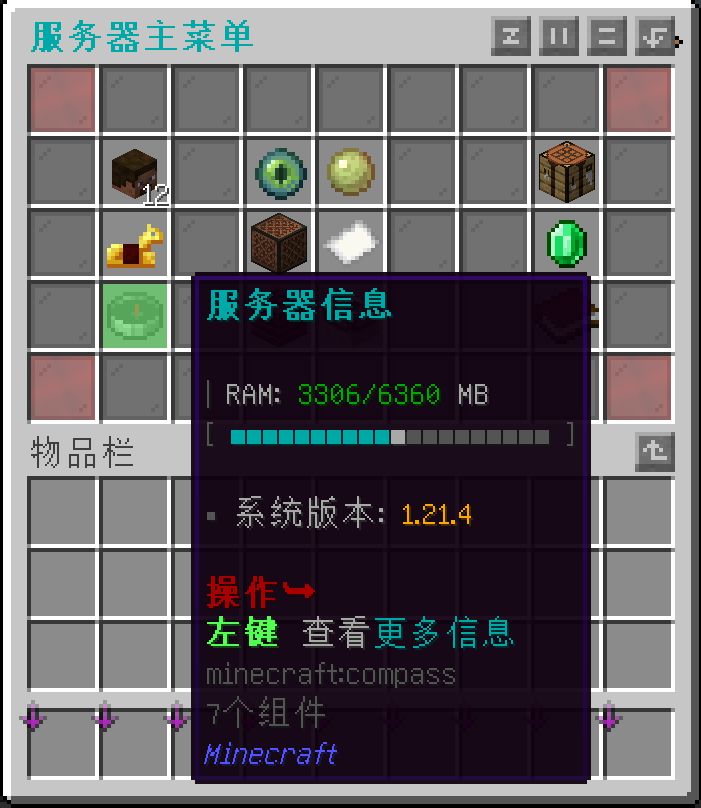 服务器主菜单
12
服务器信息
| RAM: 3306/6360 MB
[ ]
▪ 系统版本: 1.21.4
物品栏
操作↪
左键 查看更多信息
minecraft:compass
7个组件
Minecraft